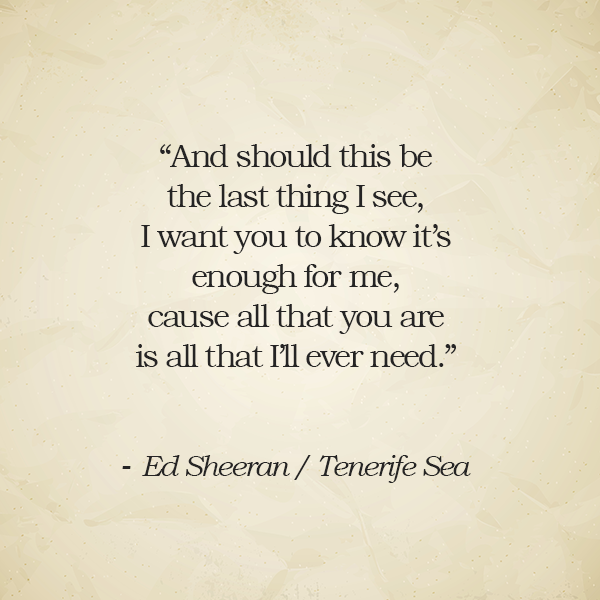 “And should this be
the last thing I see,
I want you to know it’s
enough for me,
cause all that you are
is all that I’ll ever need.”
- Ed Sheeran / Tenerife Sea